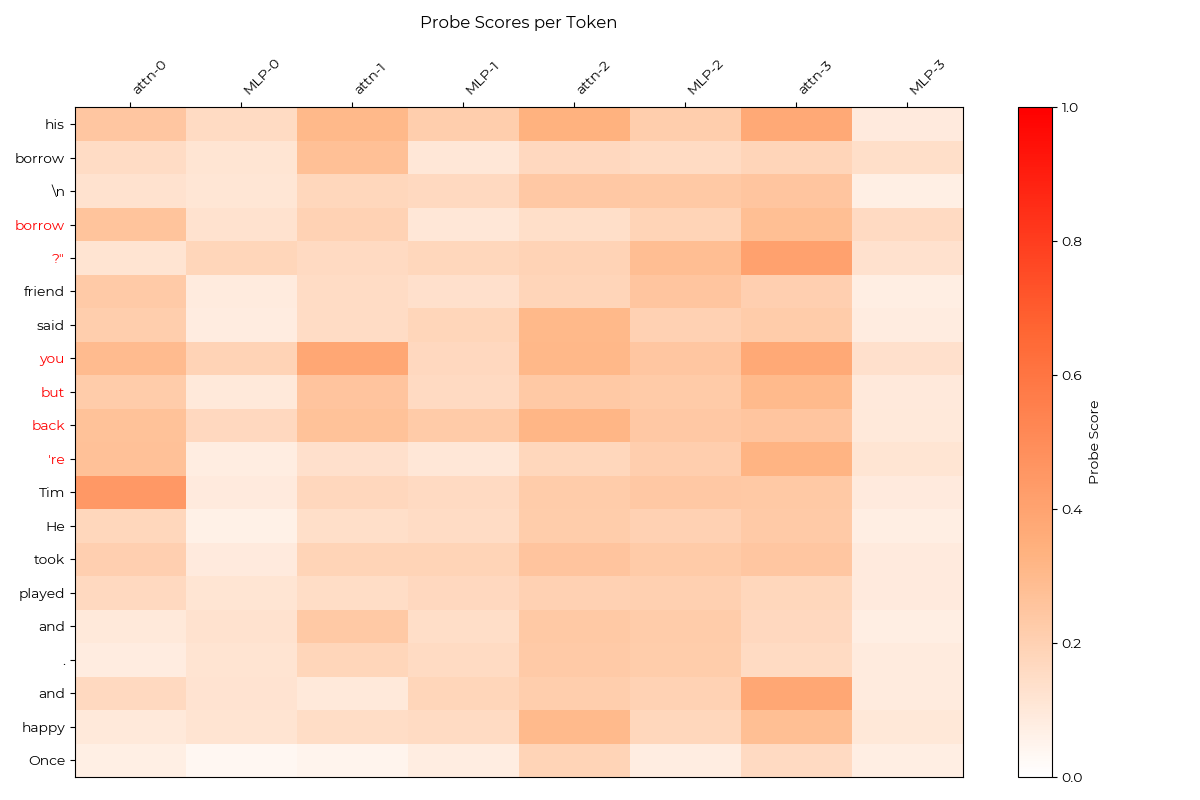 Probe Scores per Token
attn-0 MLP-0 attn-1 MLP-1 attn-2 MLP-2 attn-3 MLP-3
his
borrow
\n
borrow
?"
friend
said
you
but
back
're
Tim
He
took
played
and
.
and
happy
Once
1.0
0.8
0.6
0.4
0.2
0.0
Probe Score